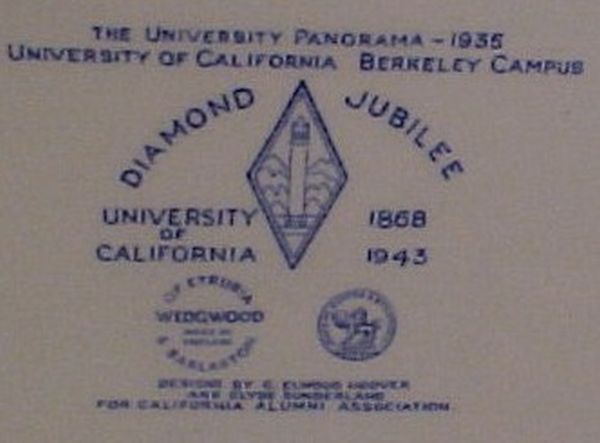 THE UNIVERSITY PANORAMA - 1935
UNIVERSITY OF CALIFORNIA BERKELEY CAMPUS
DIAMOND JUBILEE
UNIVERSITY 1868
OF
CALIFORNIA 1943
OF ETRURIA
WEDGWOOD
MADE IN
ENGLAND
& BARLASTON
DESIGNS BY G. ELMOUS HOOVER
AND CLYDE SUNDERLAND
FOR CALIFORNIA ALUMNI ASSOCIATION